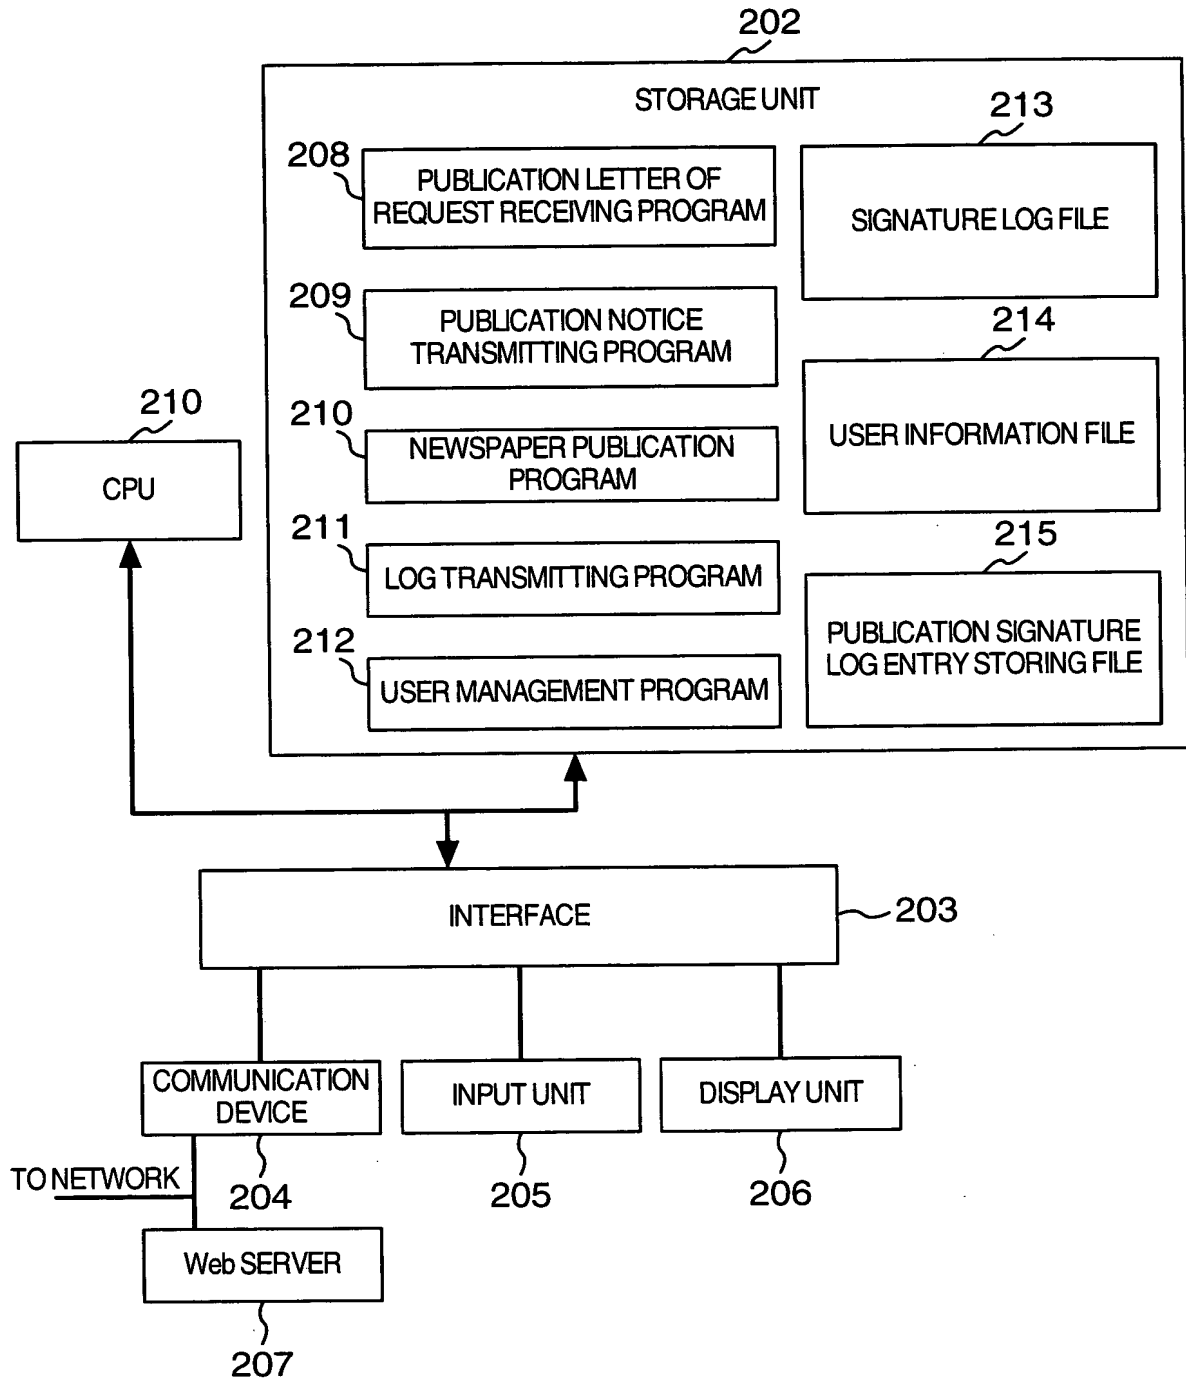 202
STORAGE UNIT
213
208
PUBLICATION LETTER OF
REQUEST RECEIVING PROGRAM
SIGNATURE LOG FILE
209
PUBLICATION NOTICE
TRANSMITTING PROGRAM
214
USER INFORMATION FILE
210
CPU
210
NEWSPAPER PUBLICATION
PROGRAM
211
LOG TRANSMITTING PROGRAM
215
PUBLICATION SIGNATURE
LOG ENTRY STORING FILE
212
USER MANAGEMENT PROGRAM
INTERFACE
203
COMMUNICATION
DEVICE
INPUT UNIT
DISPLAY UNIT
TO NETWORK
204
205
206
Web SERVER
207